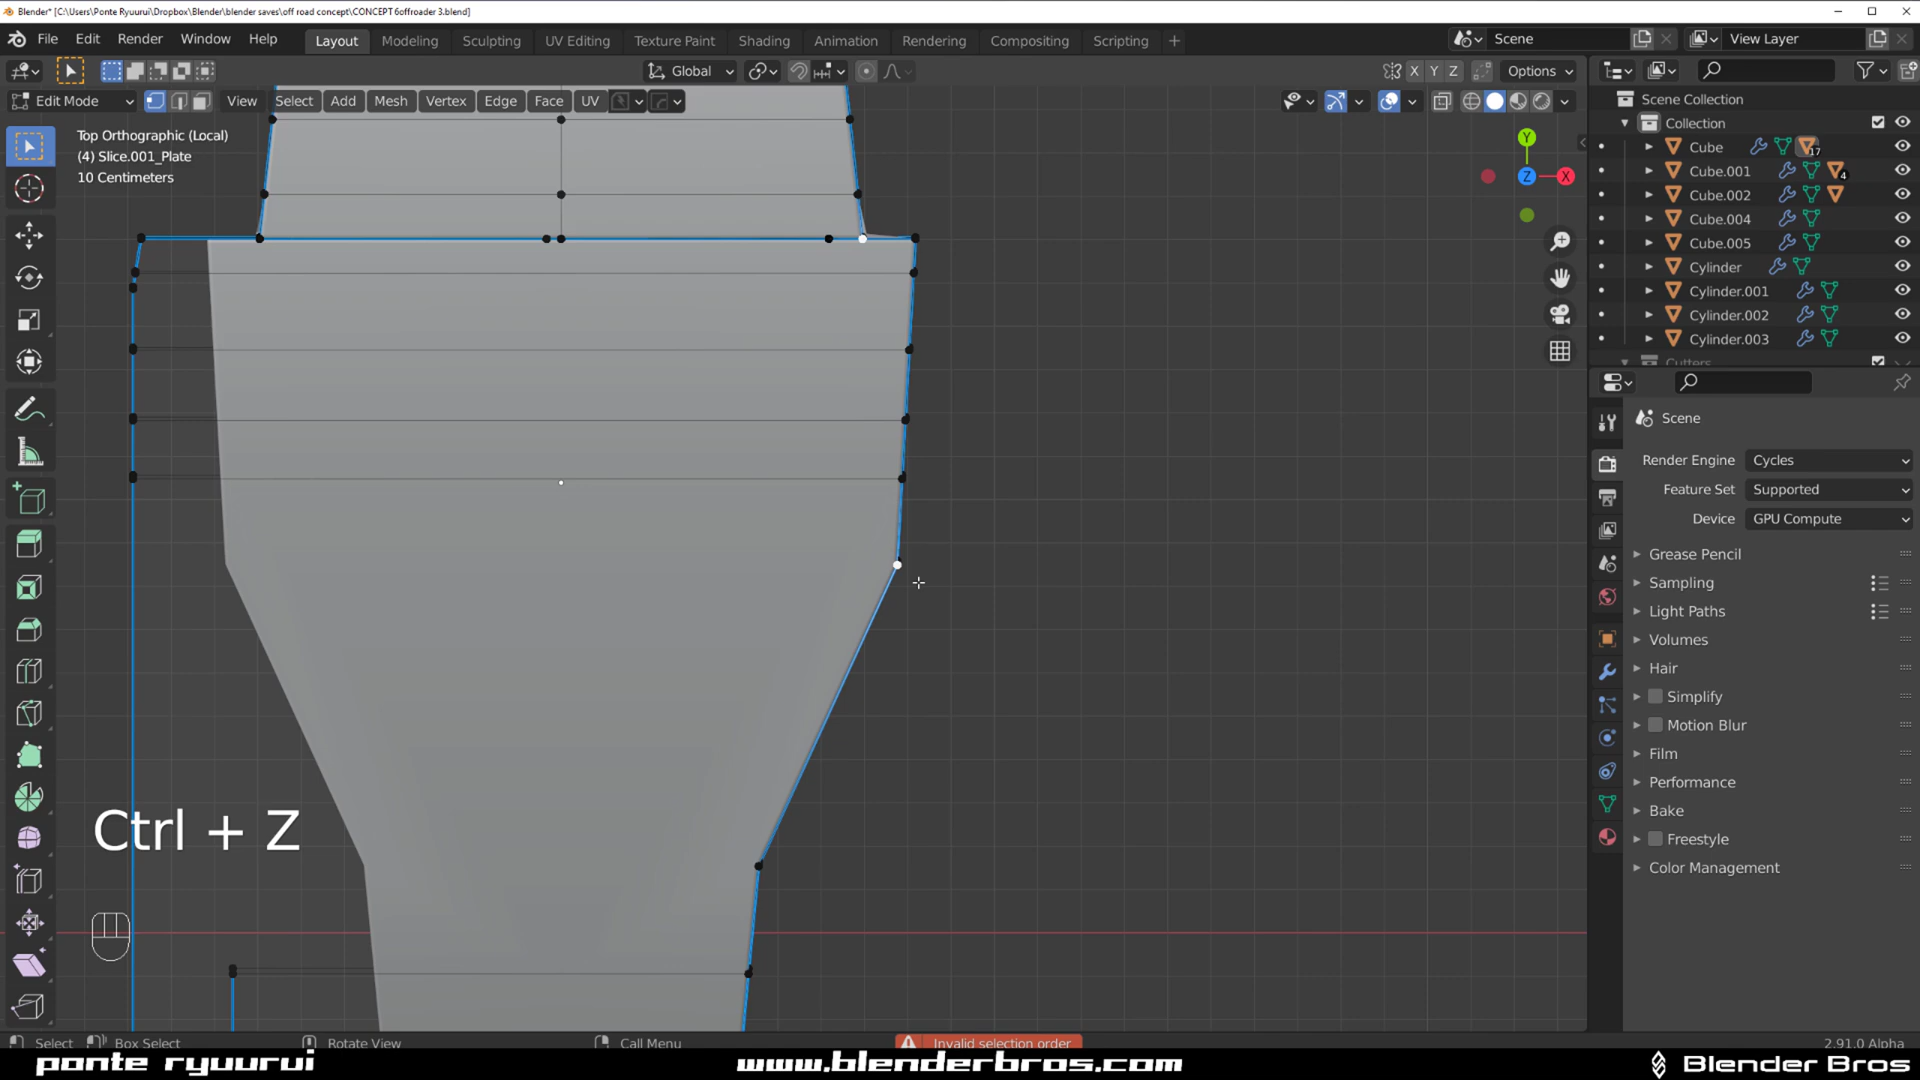 Blender* [C:\Users\Ponte Ryuurui\Dropbox\Blender\blender saves\off road concept\CONCEPT 6offroader 3.blend]
File Edit Render Window Help Layout Modeling Sculpting UV Editing Texture Paint Shading Animation Rendering Compositing Scripting + Scene View Layer
Global X Y Z Options
Edit Mode View Select Add Mesh Vertex Edge Face UV
Top Orthographic (Local)
(4) Slice.001_Plate
10 Centimeters
Y
Z X
Scene Collection
Collection
Cube 17
Cube.001 4
Cube.002
Cube.004
Cube.005
Cylinder
Cylinder.001
Cylinder.002
Cylinder.003
Cutters
Scene
Render Engine Cycles
Feature Set Supported
Device GPU Compute
Grease Pencil
Sampling
Light Paths
Volumes
Hair
Simplify
Motion Blur
Film
Performance
Bake
Freestyle
Color Management
Ctrl + Z
Select Box Select Rotate View Call Menu Invalid selection order 2.91.0 Alpha
ponte ryuurui www.blenderbros.com Blender Bros